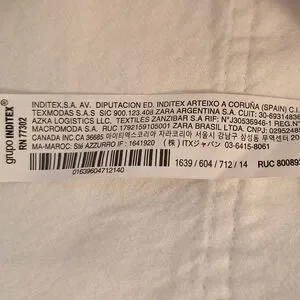 grupo INDITEX®
RN 77302
INDITEX,S.A. AV. DIPUTACION ED. INDITEX ARTEIXO A CORUÑA (SPAIN) C.I.
TEXMODAS S.A.S SIC 900.123.408 ZARA ARGENTINA S.A. CUIT: 30-69314836
AZKA LOGISTICS LLC. TEXTILES ZANZIBAR S.A RIF: N°J30536946-1 REG.N°
MACROMODA S.A. RUC 1792159105001 ZARA BRASIL LTDA. CNPJ: 0295248
CANADA INC.CA 36685 아이티엑스코리아 자라코리아 서울시 강남구 삼성동 무역센터
MA-MAROC: Sté AZZURRO IF : 1641920 (株) ITXジャパン 03-6415-8061
01639604712140
1639 / 604 / 712 / 14
RUC 800893